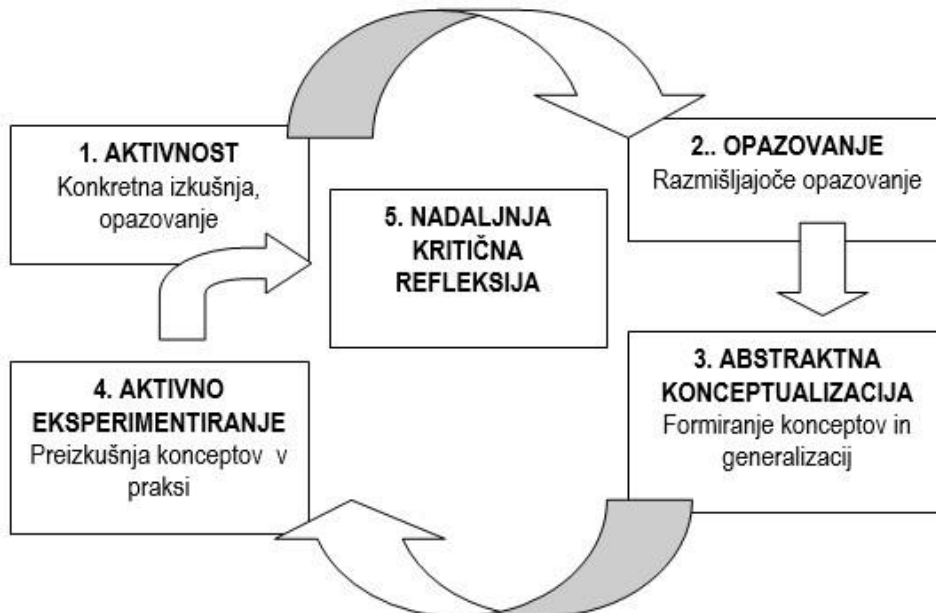 1. AKTIVNOST
Konkretna izkušnja,
opazovanje
2.. OPAZOVANJE
Razmišljajoče opazovanje
5. NADALJNJA
KRITIČNA
REFLEKSIJA
3. ABSTRAKTNA
KONCEPTUALIZACIJA
Formiranje konceptov in
generalizacij
4. AKTIVNO
EKSPERIMENTIRANJE
Preizkušnja konceptov v
praksi